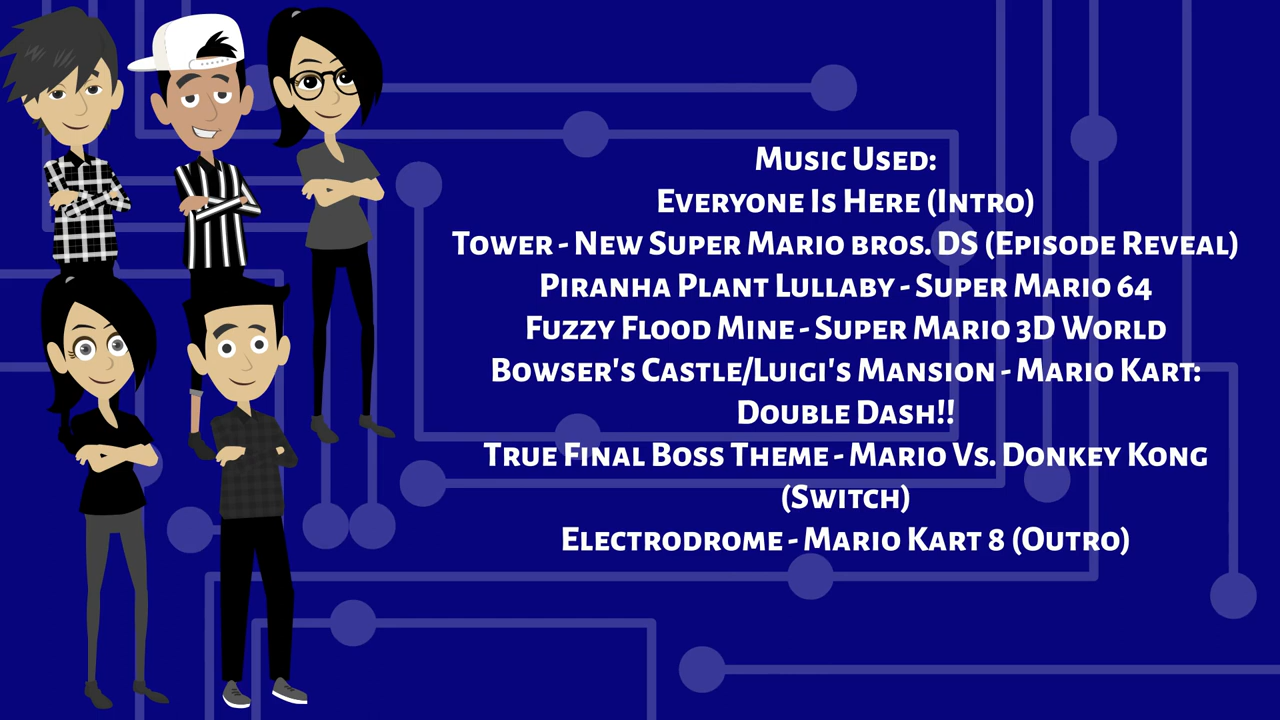 Music Used:
Everyone Is Here (Intro)
Tower - New Super Mario bros. DS (Episode Reveal)
Piranha Plant Lullaby - Super Mario 64
Fuzzy Flood Mine - Super Mario 3D World
Bowser's Castle/Luigi's Mansion - Mario Kart:
Double Dash!!
True Final Boss Theme - Mario Vs. Donkey Kong
(Switch)
Electrodrome - Mario Kart 8 (Outro)